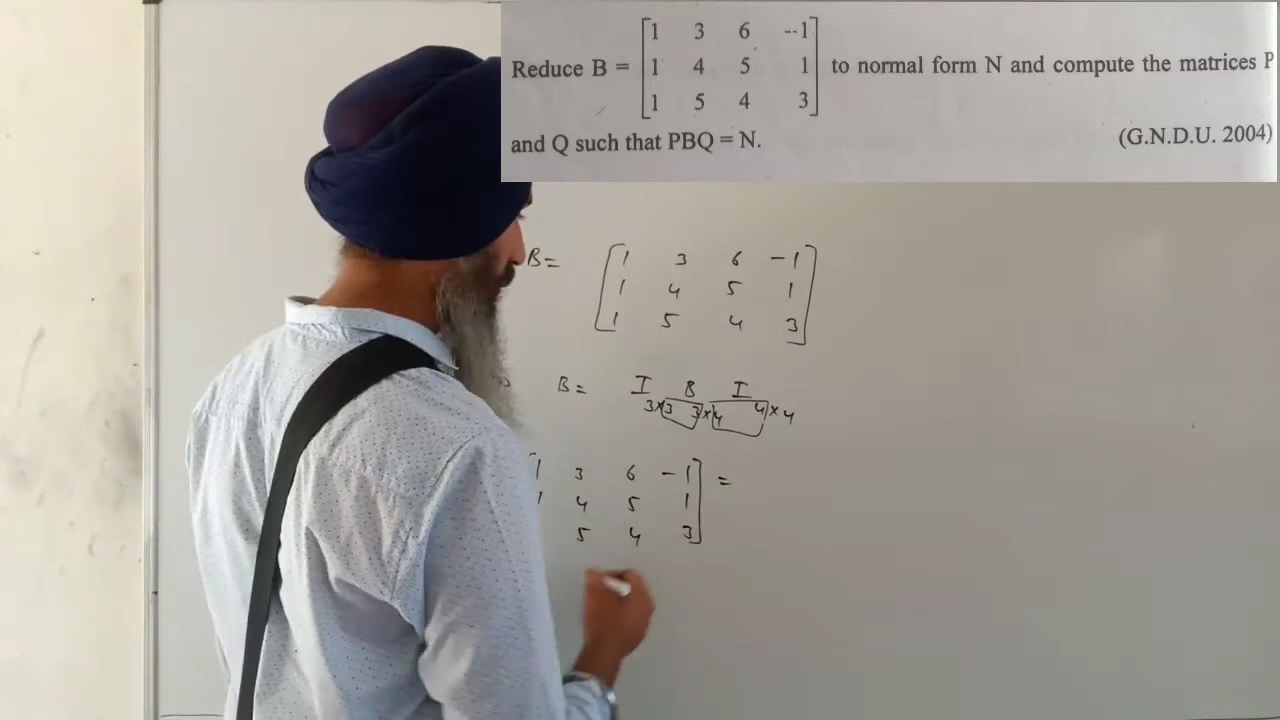 Reduce B = [1 3 6 --1
1 4 5 1
1 5 4 3] to normal form N and compute the matrices P
and Q such that PBQ = N. (G.N.D.U. 2004)
B = [1 3 6 -1
1 4 5 1
1 5 4 3]
B = I B I
3×3 3×4 4×4
[1 3 6 -1] =
1 4 5 1
5 4 3